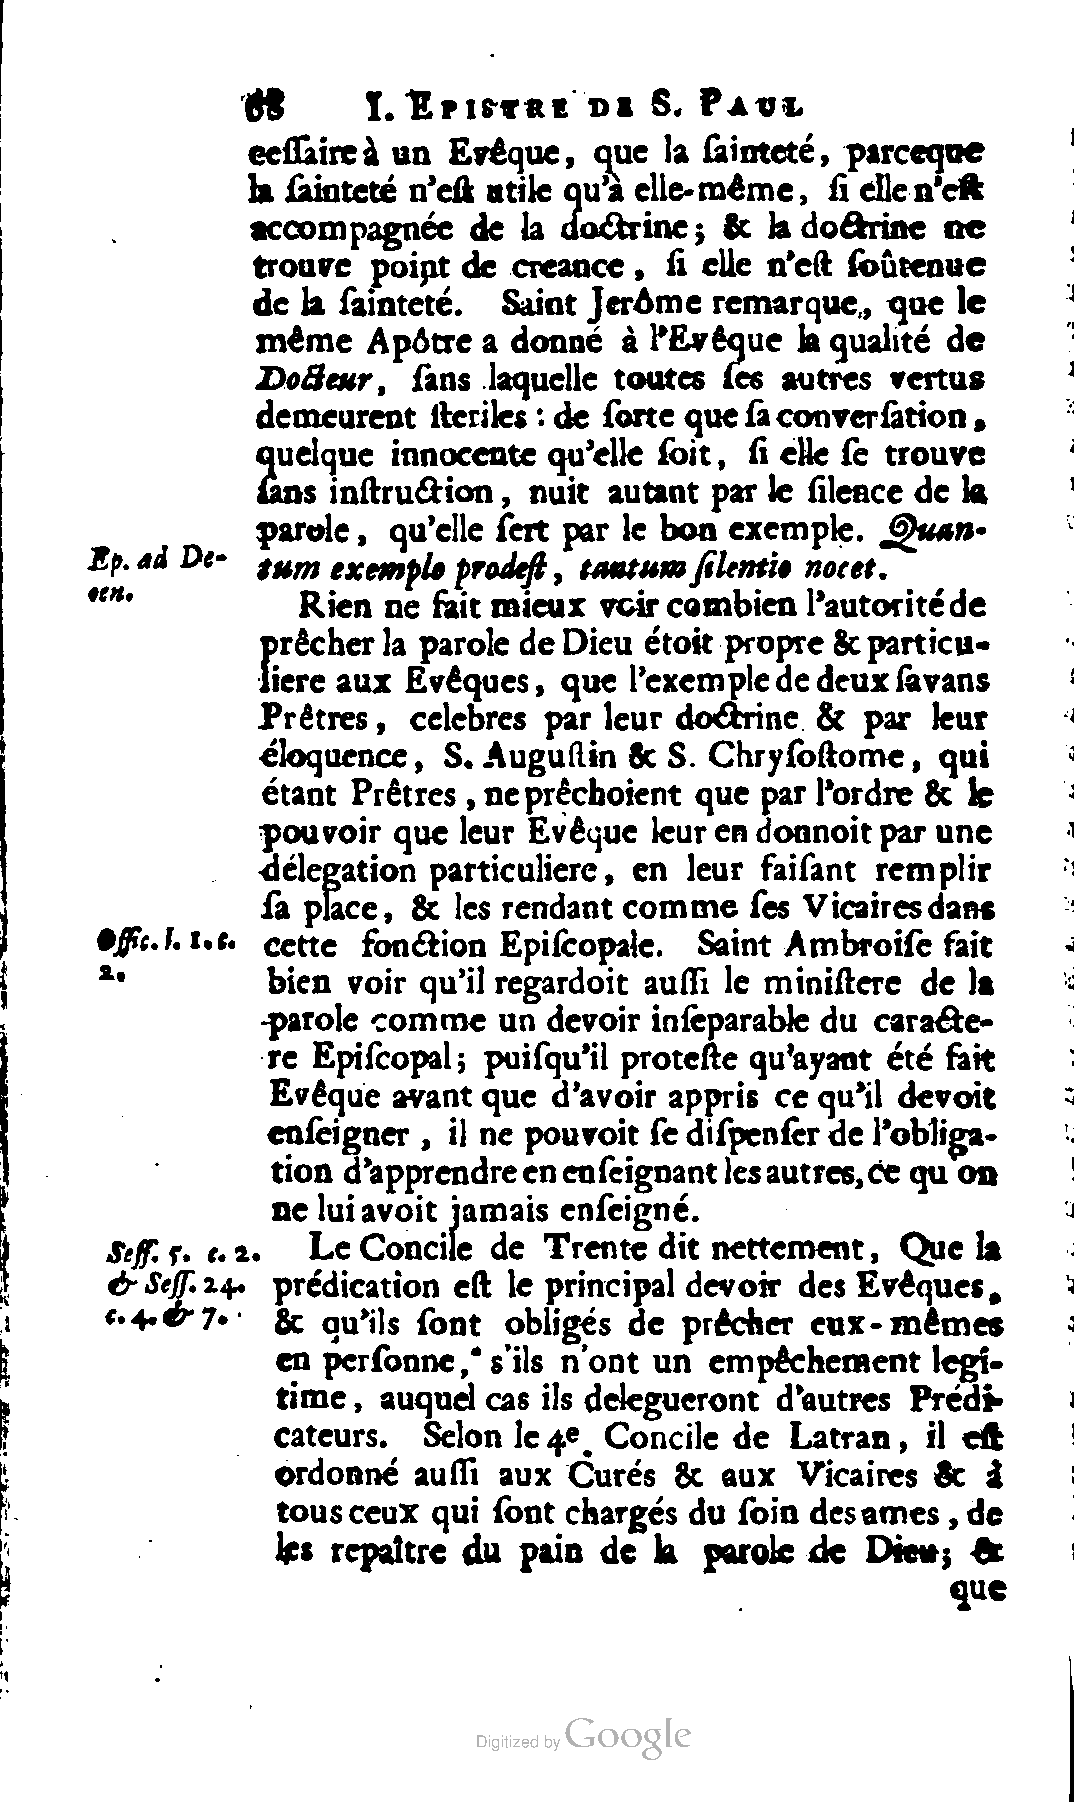 68 I. EPISTRE DE S. PAUL
ceſſaire à un Evêque, que la ſainteté, parceque
la ſainteté n'eſt utile qu'à elle-même, ſi elle n'eſt
accompagnée de la doctrine; & la doctrine ne
trouve point de creance, ſi elle n'eſt ſoûtenue
de la ſainteté. Saint Jerôme remarque, que le
même Apôtre a donné à l'Evêque la qualité de
Docteur, ſans laquelle toutes ſes autres vertus
demeurent ſteriles : de ſorte que ſa converſation,
quelque innocente qu'elle ſoit, ſi elle ſe trouve
ſans inſtruction, nuit autant par le ſilence de la
parole, qu'elle ſert par le bon exemple. Quan-
Ep. ad De-
ocn.
tum exemplo prodeſt, tantum ſilentio nocet.
Rien ne fait mieux voir combien l'autorité de
prêcher la parole de Dieu étoit propre & particu-
liere aux Evêques, que l'exemple de deux ſavans
Prêtres, celebres par leur doctrine & par leur
éloquence, S. Auguſtin & S. Chryſoſtome, qui
étant Prêtres, ne prêchoient que par l'ordre & le
pouvoir que leur Evêque leur en donnoit par une
délegation particuliere, en leur faiſant remplir
ſa place, & les rendant comme ſes Vicaires dans
Offic. l. 1. c.
2.
cette fonction Epiſcopale. Saint Ambroiſe fait
bien voir qu'il regardoit auſſi le miniſtere de la
parole comme un devoir inſeparable du caracte-
re Epiſcopal; puiſqu'il proteſte qu'ayant été fait
Evêque avant que d'avoir appris ce qu'il devoit
enſeigner, il ne pouvoit ſe diſpenſer de l'obliga-
tion d'apprendre en enſeignant les autres, ce qu'on
ne lui avoit jamais enſeigné.
Seſſ. 5. c. 2.
& Seſſ. 24.
c. 4. & 7.
Le Concile de Trente dit nettement, Que la
prédication eſt le principal devoir des Evêques,
& qu'ils ſont obligés de prêcher eux-mêmes
en perſonne, s'ils n'ont un empêchement legi-
time, auquel cas ils delegueront d'autres Prédi-
cateurs. Selon le 4e. Concile de Latran, il eſt
ordonné auſſi aux Curés & aux Vicaires & à
tous ceux qui ſont chargés du ſoin des ames, de
les repaître du pain de la parole de Dieu; &
que
Digitized by Google